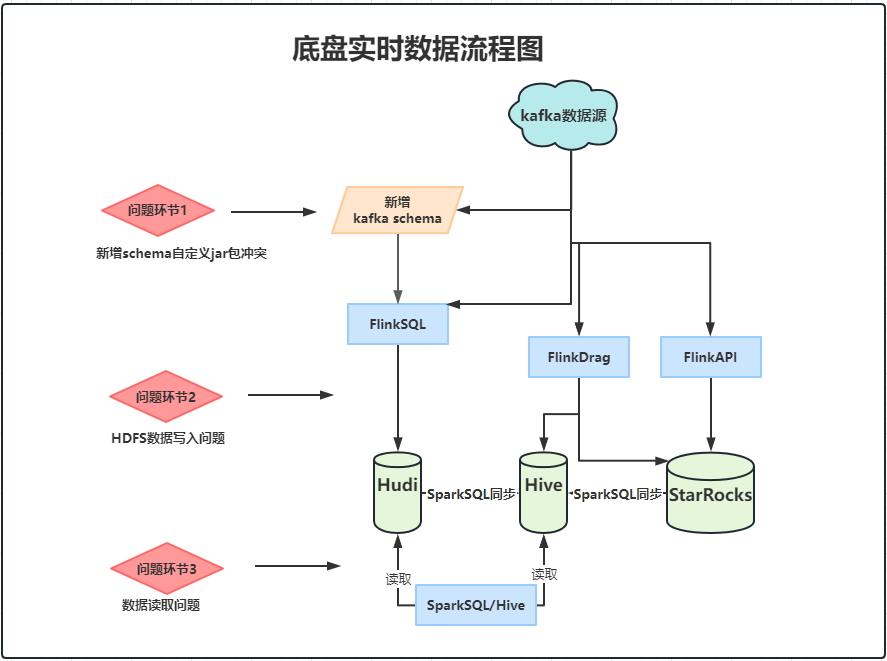 底盘实时数据流程图
kafka数据源
问题环节1
新增schema自定义jar包冲突
新增
kafka schema
FlinkSQL
FlinkDrag
FlinkAPI
问题环节2
HDFS数据写入问题
Hudi
SparkSQL同步
Hive
SparkSQL同步
StarRocks
问题环节3
数据读取问题
读取
读取
SparkSQL/Hive